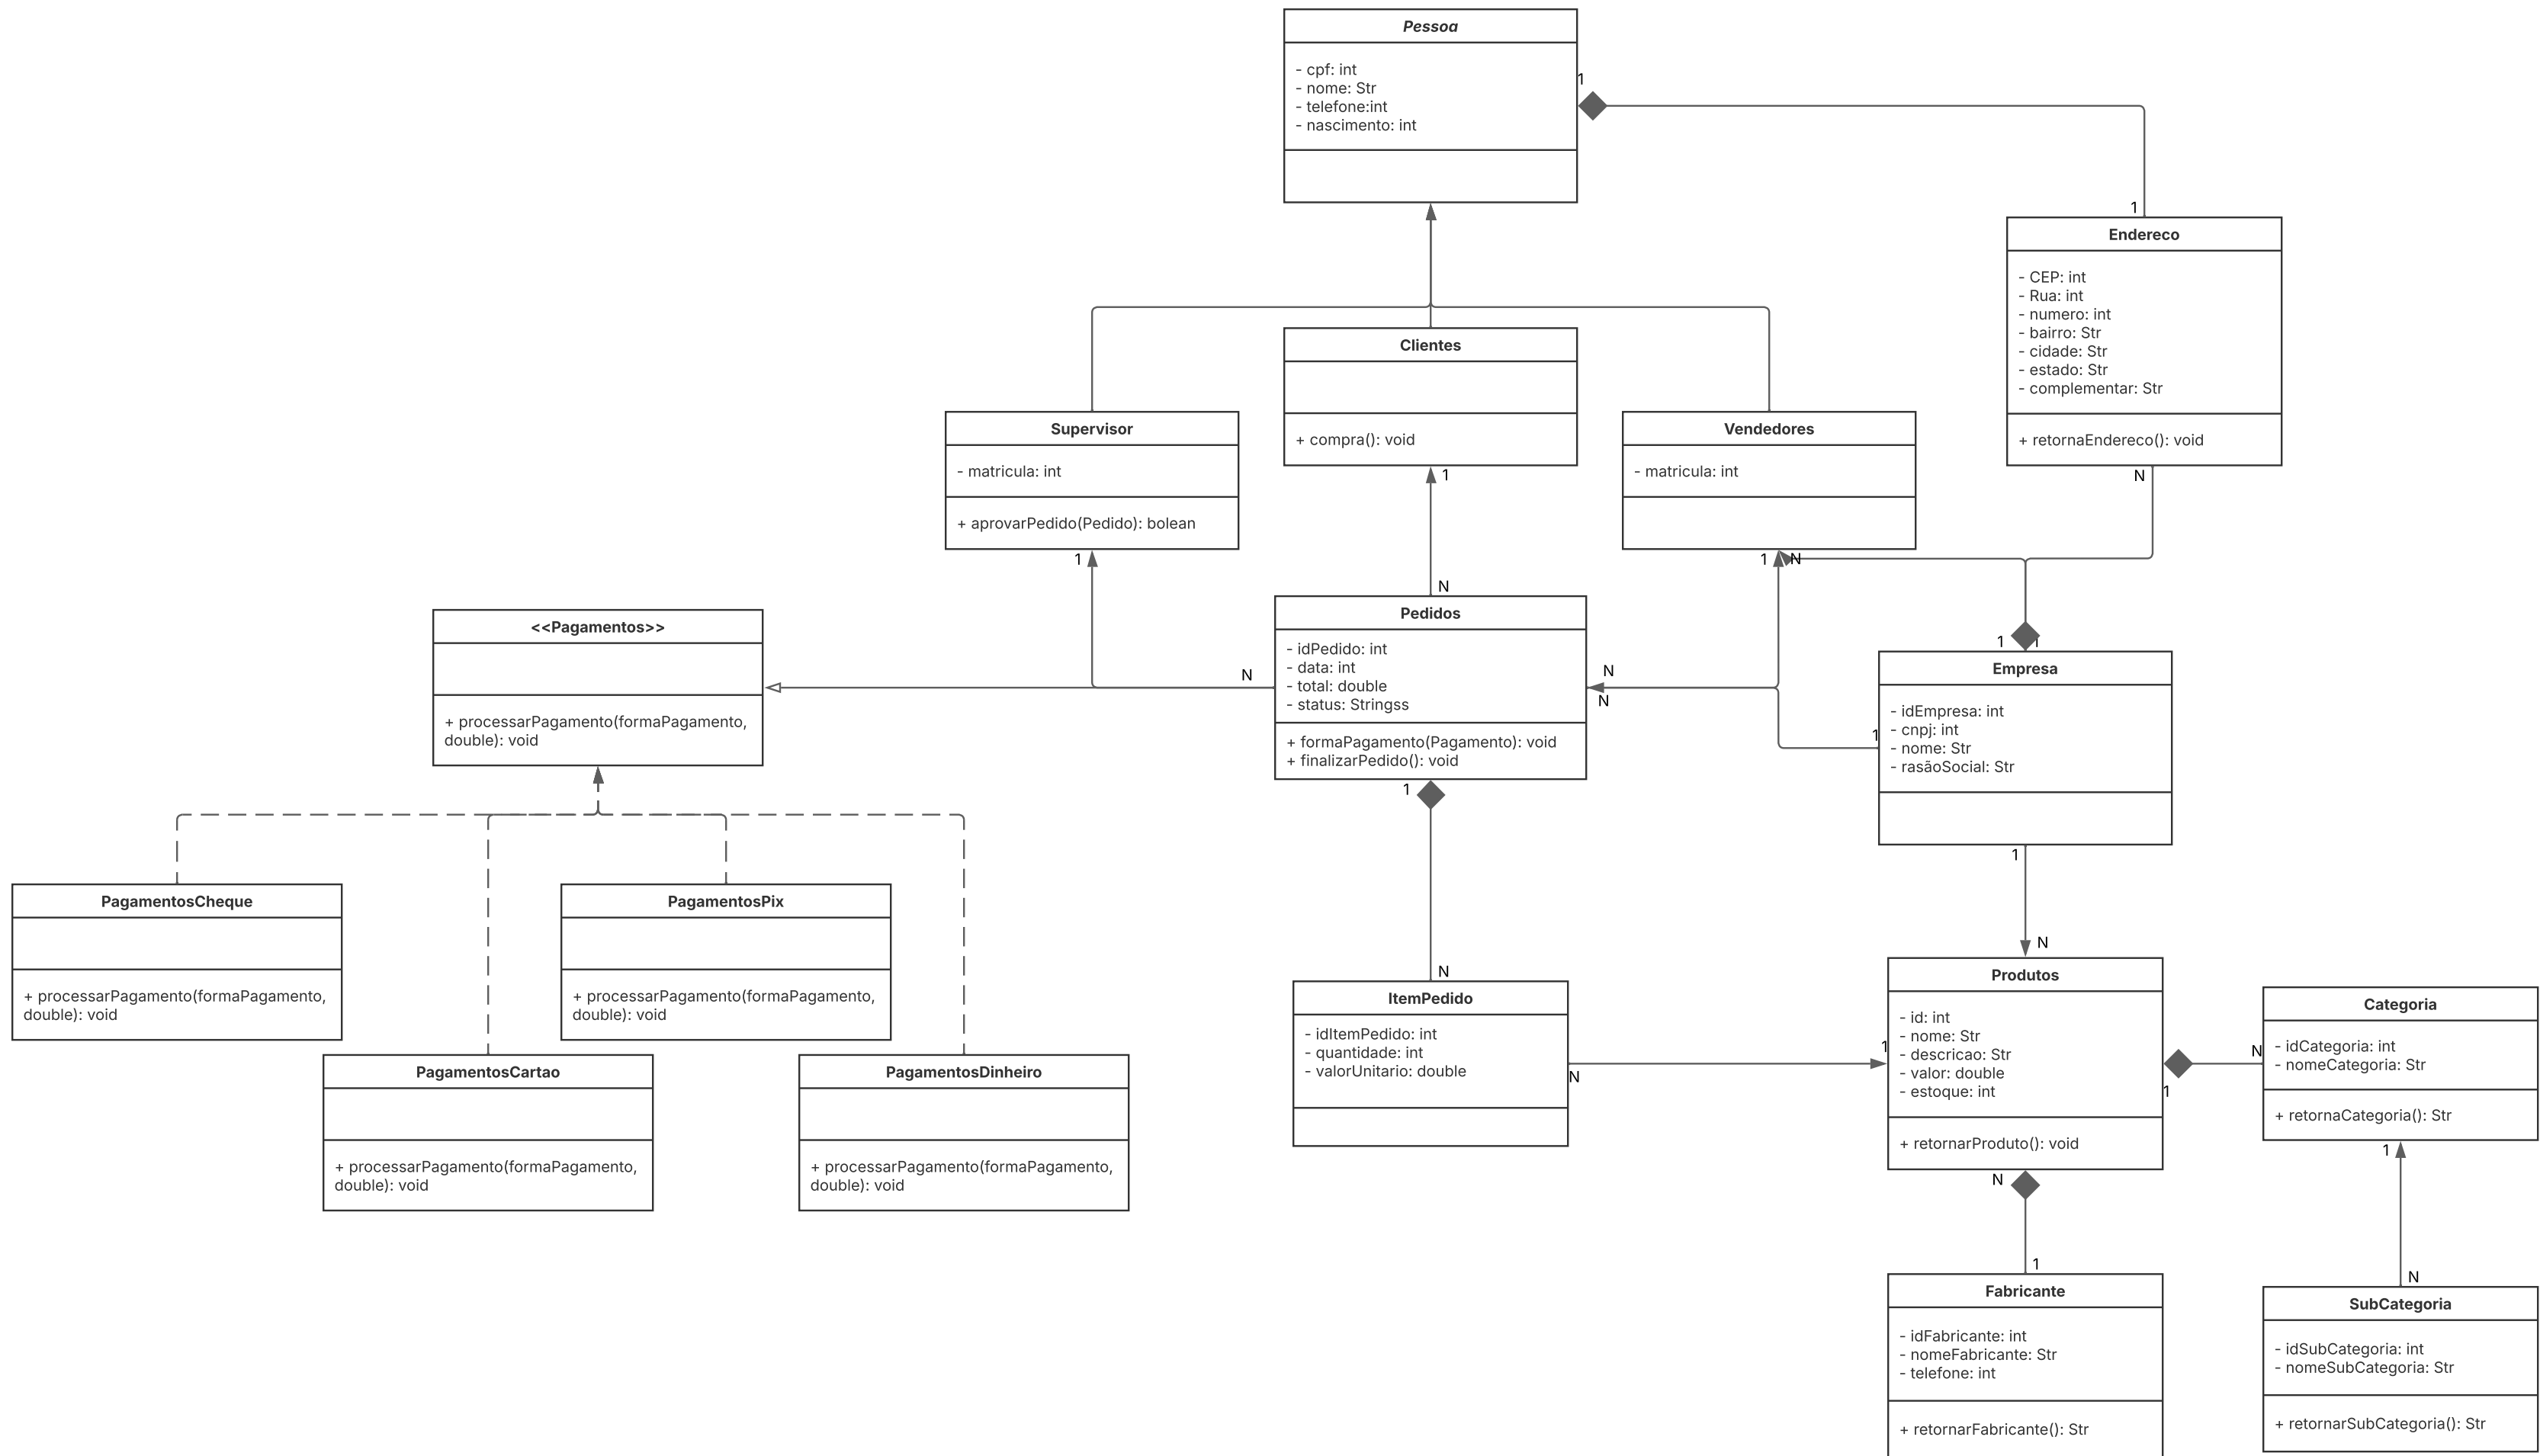 Pessoa
- cpf: int
- nome: Str
- telefone:int
- nascimento: int
1
1
Endereco
- CEP: int
- Rua: int
- numero: int
- bairro: Str
- cidade: Str
- estado: Str
- complementar: Str
+ retornaEndereco(): void
N
Clientes
+ compra(): void
1
Supervisor
- matricula: int
+ aprovarPedido(Pedido): bolean
1
Vendedores
- matricula: int
1
N
<<Pagamentos>>
+ processarPagamento(formaPagamento,
double): void
N
N
Pedidos
- idPedido: int
- data: int
- total: double
- status: Stringss
+ formaPagamento(Pagamento): void
+ finalizarPedido(): void
N
N
1
1
1
Empresa
- idEmpresa: int
- cnpj: int
- nome: Str
- rasãoSocial: Str
1
1
PagamentosCheque
+ processarPagamento(formaPagamento,
double): void
PagamentosPix
+ processarPagamento(formaPagamento,
double): void
PagamentosCartao
+ processarPagamento(formaPagamento,
double): void
PagamentosDinheiro
+ processarPagamento(formaPagamento,
double): void
N
ItemPedido
- idItemPedido: int
- quantidade: int
- valorUnitario: double
N
N
1
Produtos
- id: int
- nome: Str
- descricao: Str
- valor: double
- estoque: int
+ retornarProduto(): void
1
N
N
Categoria
- idCategoria: int
- nomeCategoria: Str
+ retornaCategoria(): Str
1
1
Fabricante
- idFabricante: int
- nomeFabricante: Str
- telefone: int
+ retornarFabricante(): Str
N
SubCategoria
- idSubCategoria: int
- nomeSubCategoria: Str
+ retornarSubCategoria(): Str